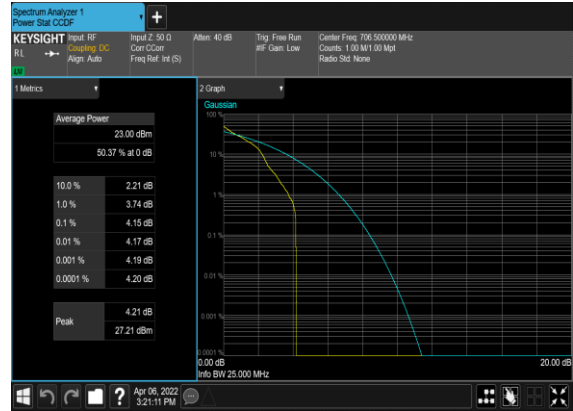 Spectrum Analyzer 1
Power Stat CCDF
KEYSIGHT
RL
Input: RF
Coupling: DC
Align: Auto
Input Z: 50 Ω
Corr CCorr
Freq Ref: Int (S)
Atten: 40 dB
Trig: Free Run
#IF Gain: Low
Center Freq: 706.500000 MHz
Counts: 1.00 M/1.00 Mpt
Radio Std: None
1 Metrics
Average Power
23.00 dBm
50.37 % at 0 dB
10.0 % 2.21 dB
1.0 % 3.74 dB
0.1 % 4.15 dB
0.01 % 4.17 dB
0.001 % 4.19 dB
0.0001 % 4.20 dB
Peak
4.21 dB
27.21 dBm
2 Graph
Gaussian
100 %
10 %
1 %
0.1 %
0.01 %
0.001 %
0.0001 %
0.00 dB
20.00 dB
Info BW 25.000 MHz
Apr 06, 2022
3:21:11 PM